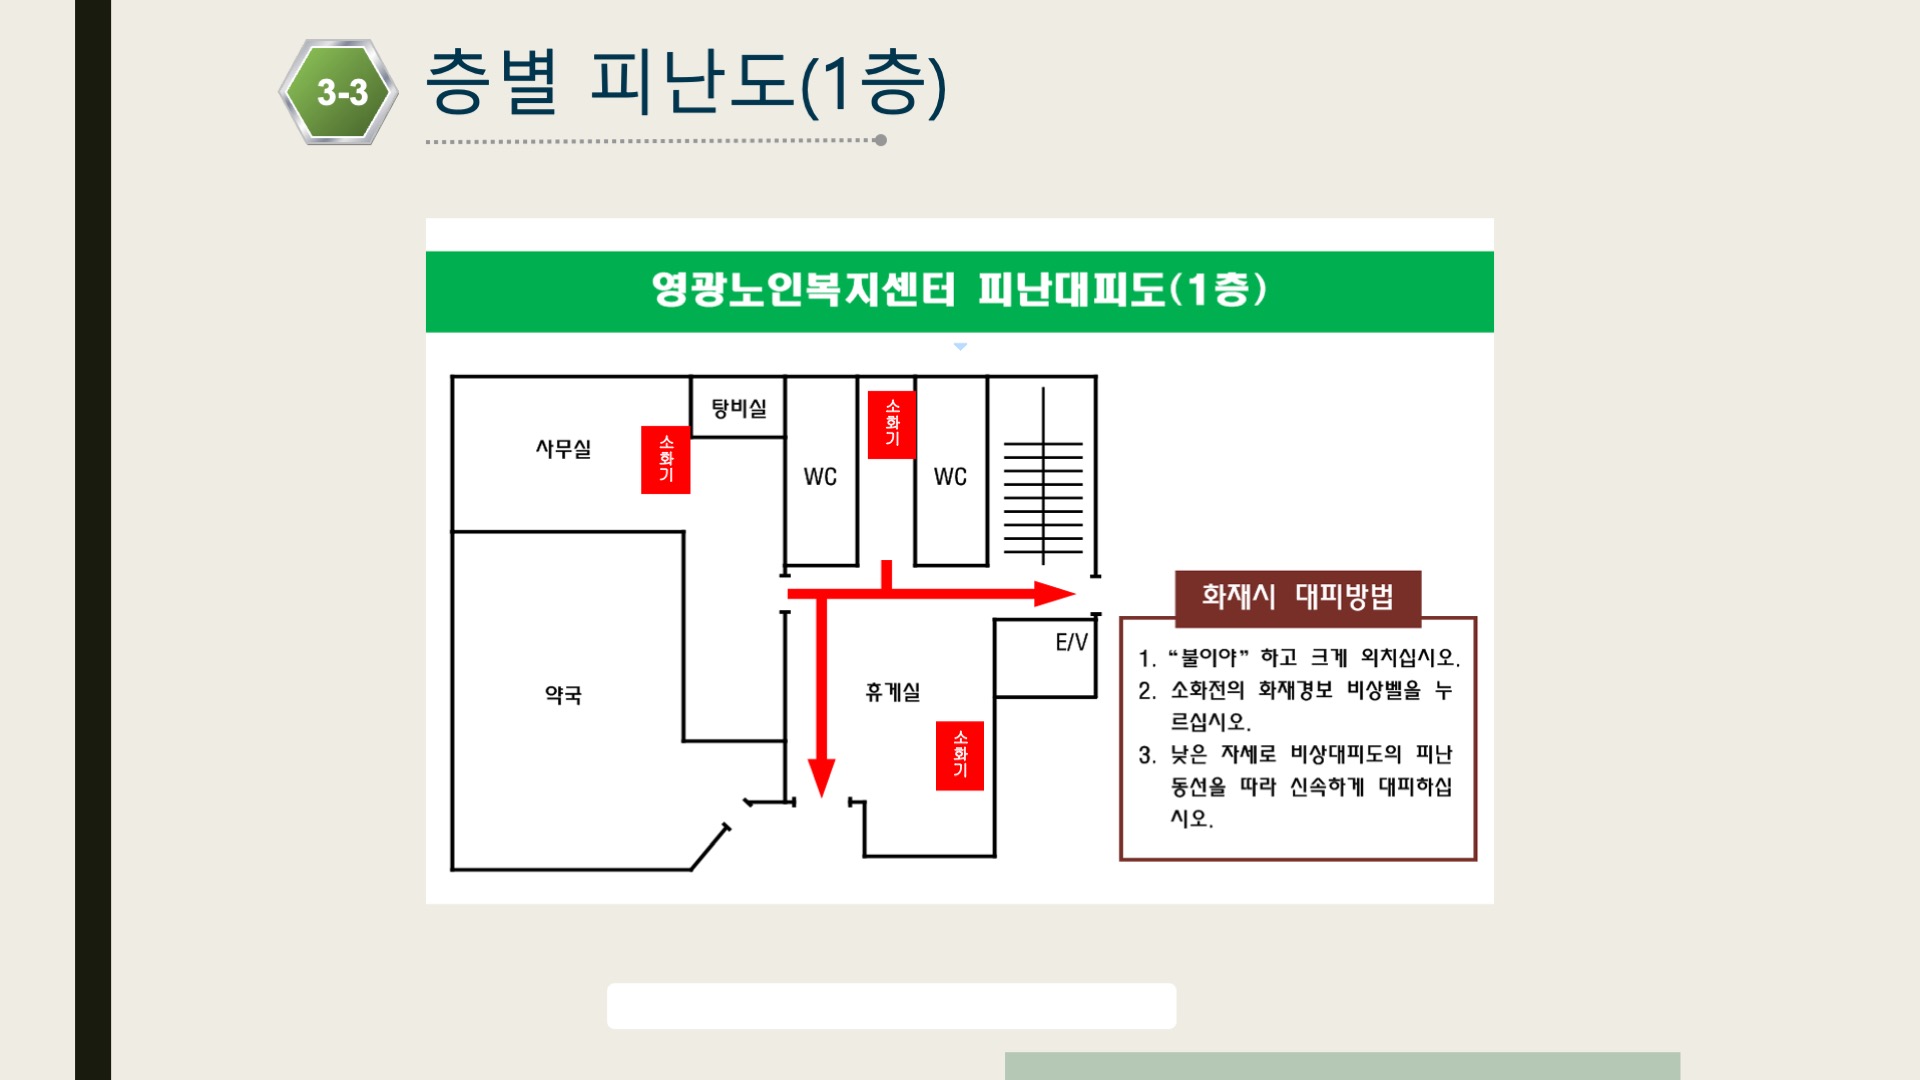 3-3
층별 피난도(1층)
영광노인복지센터 피난대피도(1층)
탕비실
사무실
소화기
소화기
WC
WC
E/V
약국
휴게실
소화기
화재시 대피방법
1. “불이야” 하고 크게 외치십시오.
2. 소화전의 화재경보 비상벨을 누
르십시오.
3. 낮은 자세로 비상대피도의 피난
동선을 따라 신속하게 대피하십
시오.